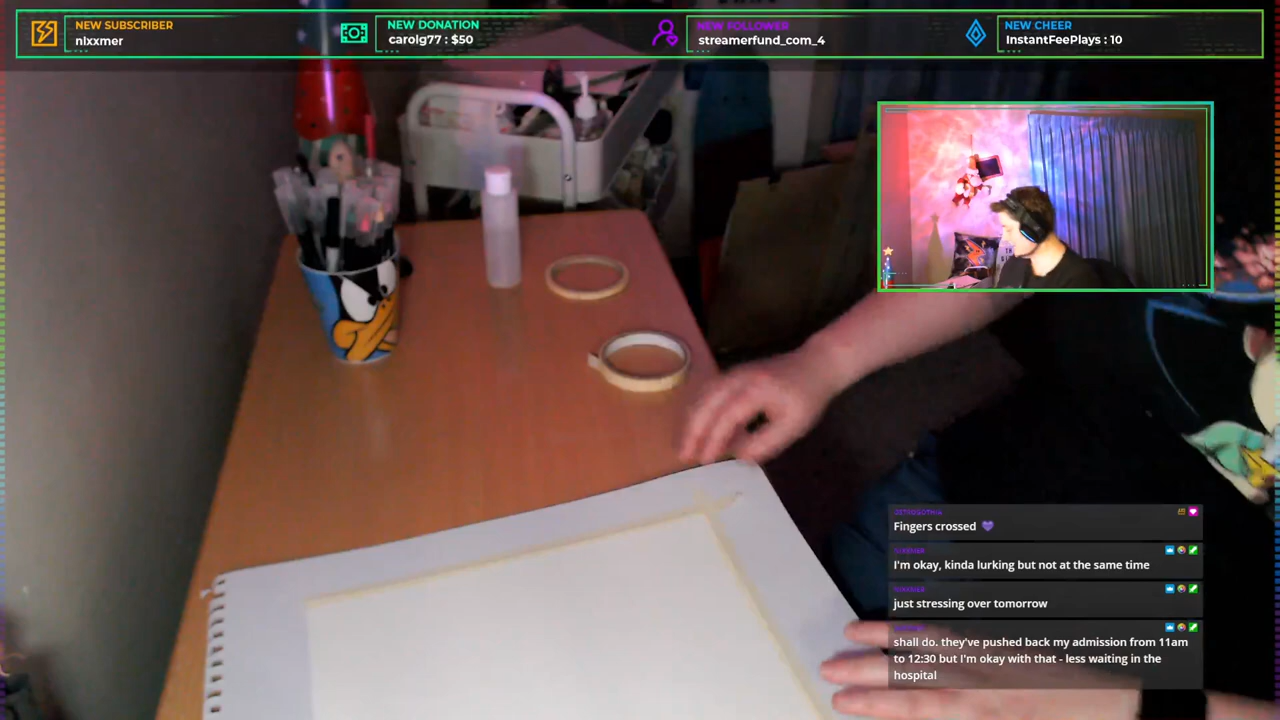 NEW SUBSCRIBER
nlxxmer
NEW DONATION
carolg77 : $50
NEW FOLLOWER
streamerfund_com_4
NEW CHEER
InstantFeePlays : 10
Fingers crossed 💜
I'm okay, kinda lurking but not at the same time
just stressing over tomorrow
shall do. they've pushed back my admission from 11am
to 12:30 but I'm okay with that - less waiting in the
hospital